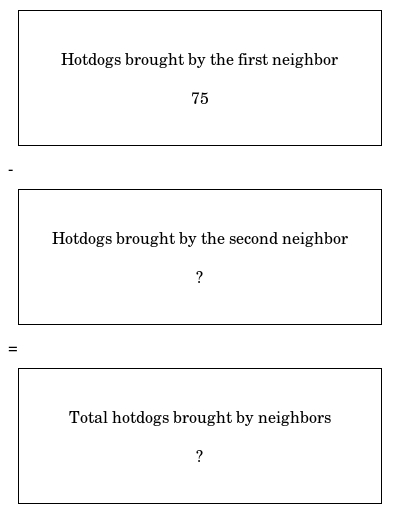 Hotdogs brought by the first neighbor
75
-
Hotdogs brought by the second neighbor
?
=
Total hotdogs brought by neighbors
?